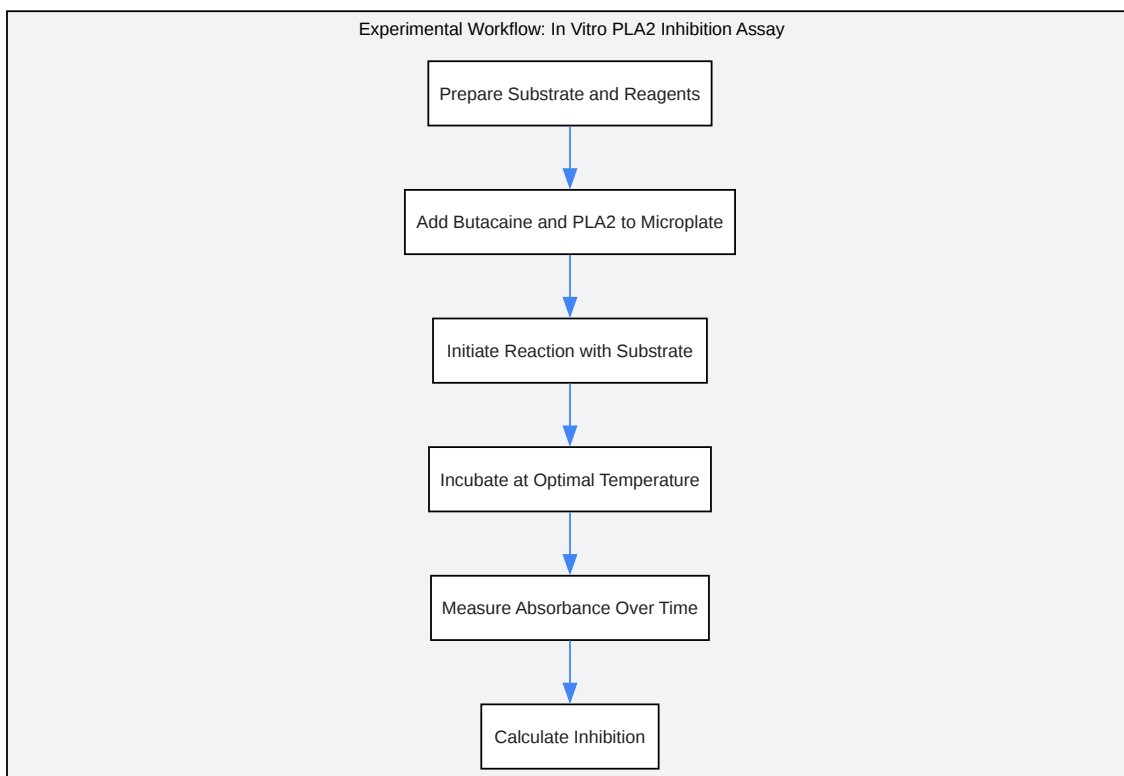 Experimental Workflow: In Vitro PLA2 Inhibition Assay
Prepare Substrate and Reagents
Add Butacaine and PLA2 to Microplate
Initiate Reaction with Substrate
Incubate at Optimal Temperature
Measure Absorbance Over Time
Calculate Inhibition